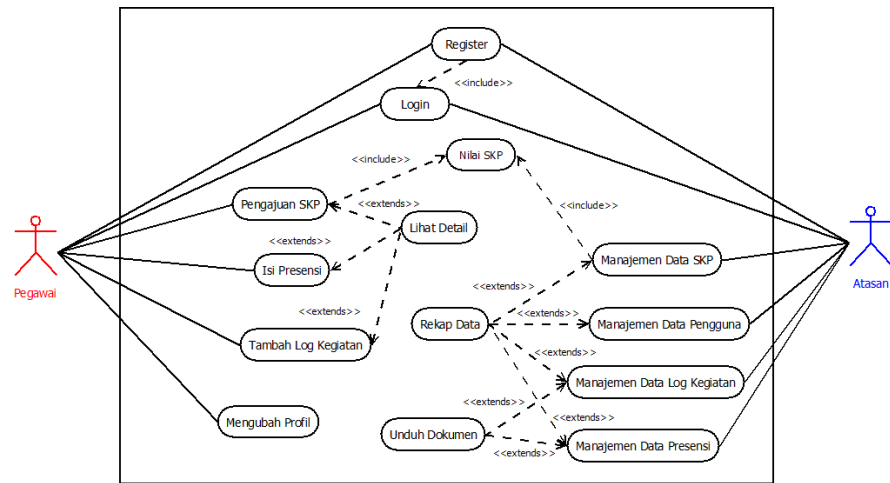 Register
<<include>>
Login
<<include>>
Nilai SKP
Pengajuan SKP
<<extends>>
<<include>>
Lihat Detail
<<extends>>
Isi Presensi
Manajemen Data SKP
Pegawai
Atasan
<<extends>>
<<extends>>
<<extends>>
Rekap Data
Manajemen Data Pengguna
Tambah Log Kegiatan
<<extends>>
Manajemen Data Log Kegiatan
Mengubah Profil
<<extends>>
Unduh Dokumen
Manajemen Data Presensi
<<extends>>